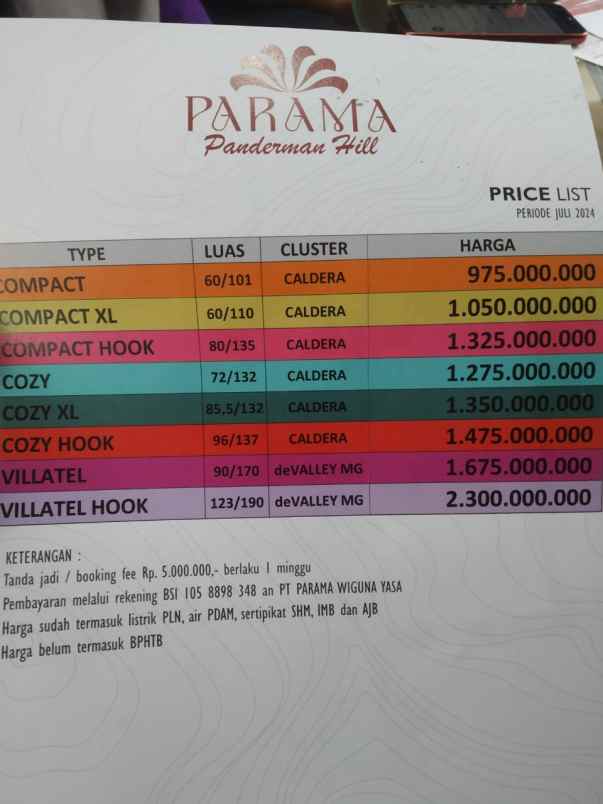 PARAMA
Panderman Hill
PRICE LIST
PERIODE JULI 2024
TYPE LUAS CLUSTER HARGA
COMPACT 60/101 CALDERA 975.000.000
COMPACT XL 60/110 CALDERA 1.050.000.000
COMPACT HOOK 80/135 CALDERA 1.325.000.000
COZY 72/132 CALDERA 1.275.000.000
COZY XL 85,5/132 CALDERA 1.350.000.000
COZY HOOK 96/137 CALDERA 1.475.000.000
VILLATEL 90/170 deVALLEY MG 1.675.000.000
VILLATEL HOOK 123/190 deVALLEY MG 2.300.000.000
KETERANGAN :
Tanda jadi / booking fee Rp. 5.000.000,- berlaku 1 minggu
Pembayaran melalui rekening BSI 105 8898 348 an PT PARAMA WIGUNA YASA
Harga sudah termasuk listrik PLN, air PDAM, sertipikat SHM, IMB dan AJB
Harga belum termasuk BPHTB